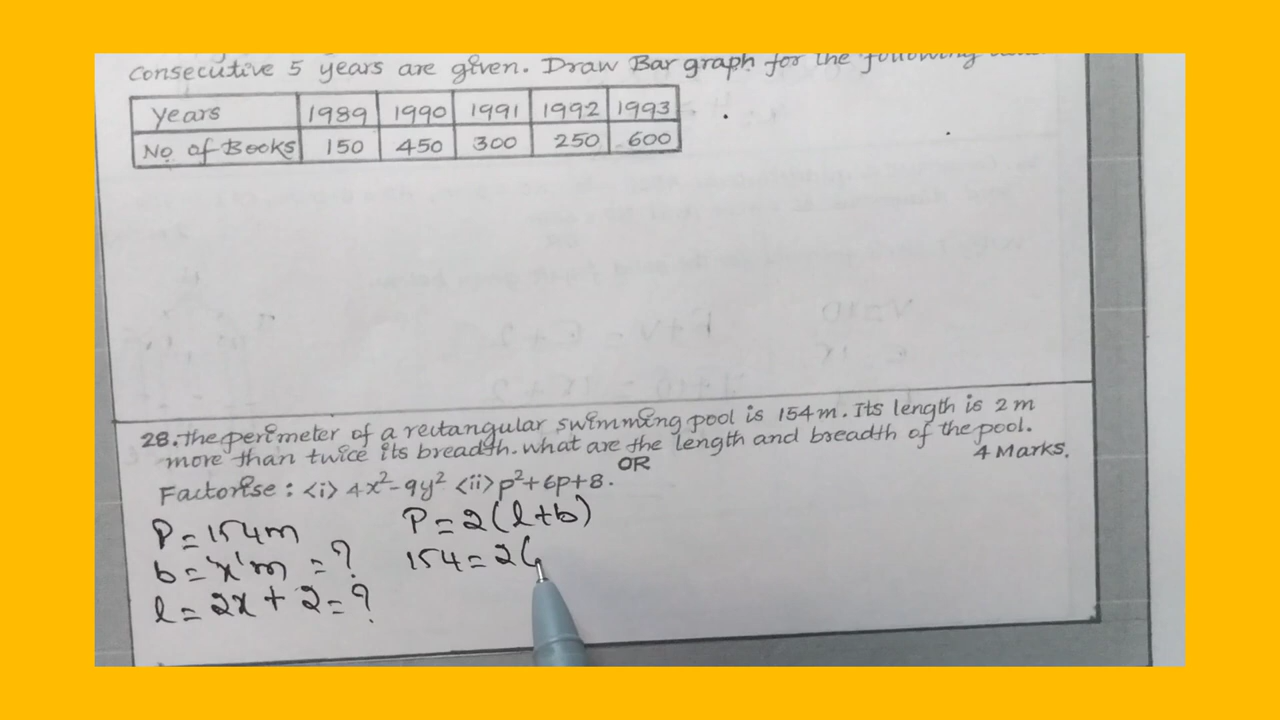 Consecutive 5 years are given. Draw Bar graph for the following
Years 1989 1990 1991 1992 1993
No of Books 150 450 300 250 600
28. The perimeter of a rectangular swimming pool is 154 m. Its length is 2 m
more than twice its breadth. what are the length and breadth of the pool.
4 Marks.
OR
Factorise : <i> 4x²-9y² <ii> p²+6p+8.
P = 154m
b = 'x'm = ?
l = 2x + 2 = ?
P = 2(l+b)
154 = 2(